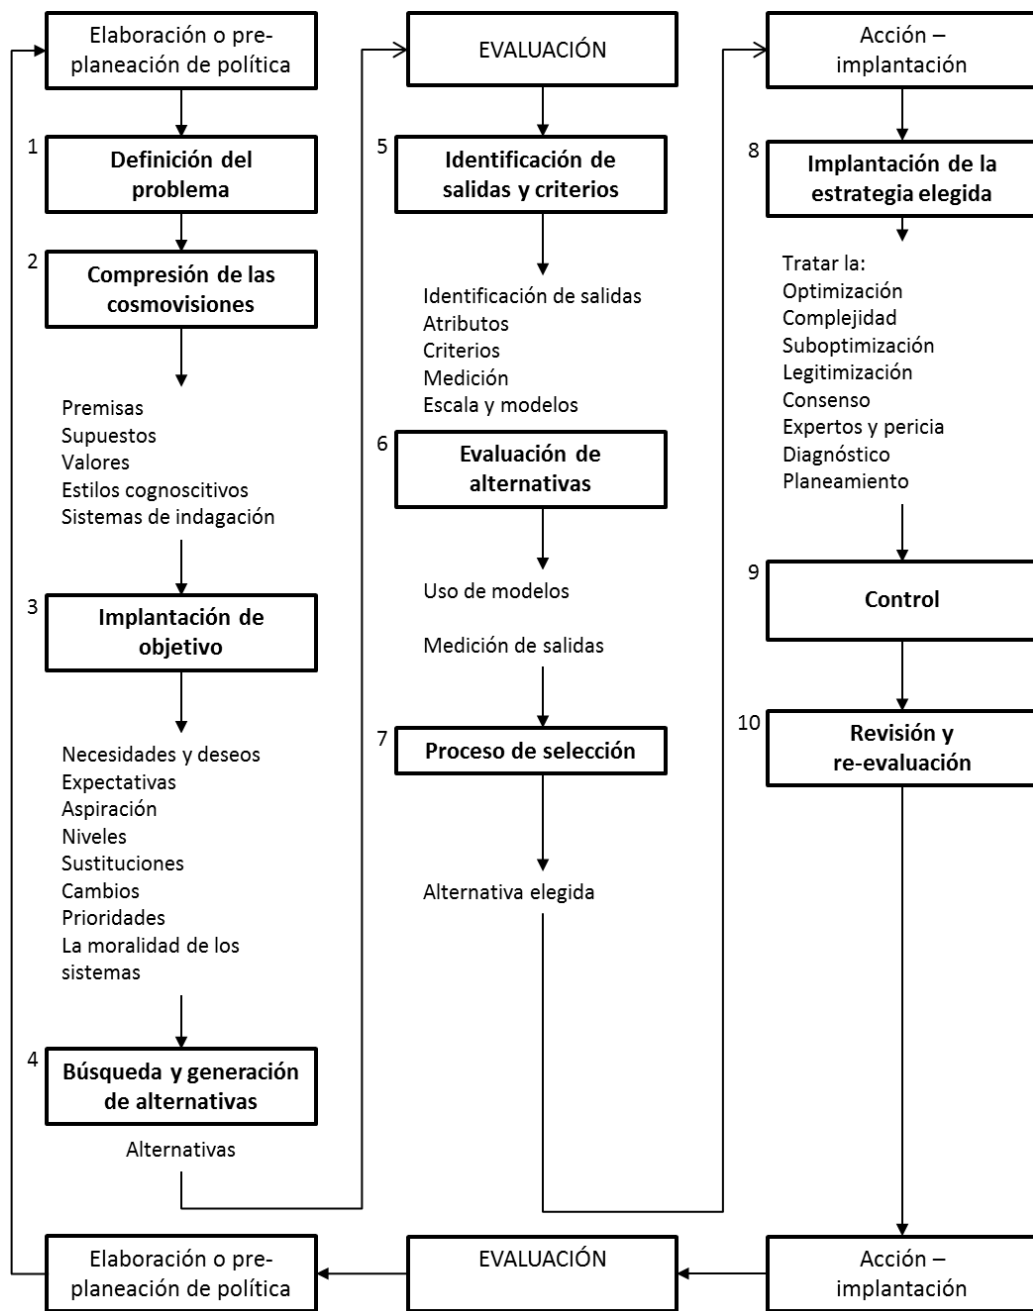 Elaboración o pre-
planeación de política
1
Definición del
problema
2
Compresión de las
cosmovisiones
Premisas
Supuestos
Valores
Estilos cognoscitivos
Sistemas de indagación
3
Implantación de
objetivo
Necesidades y deseos
Expectativas
Aspiración
Niveles
Sustituciones
Cambios
Prioridades
La moralidad de los
sistemas
4
Búsqueda y generación
de alternativas
Alternativas
EVALUACIÓN
5
Identificación de
salidas y criterios
Identificación de salidas
Atributos
Criterios
Medición
Escala y modelos
6
Evaluación de
alternativas
Uso de modelos
Medición de salidas
7
Proceso de selección
Alternativa elegida
Acción –
implantación
8
Implantación de la
estrategia elegida
Tratar la:
Optimización
Complejidad
Suboptimización
Legitimización
Consenso
Expertos y pericia
Diagnóstico
Planeamiento
9
Control
10
Revisión y
re-evaluación
Elaboración o pre-
planeación de política
EVALUACIÓN
Acción –
implantación